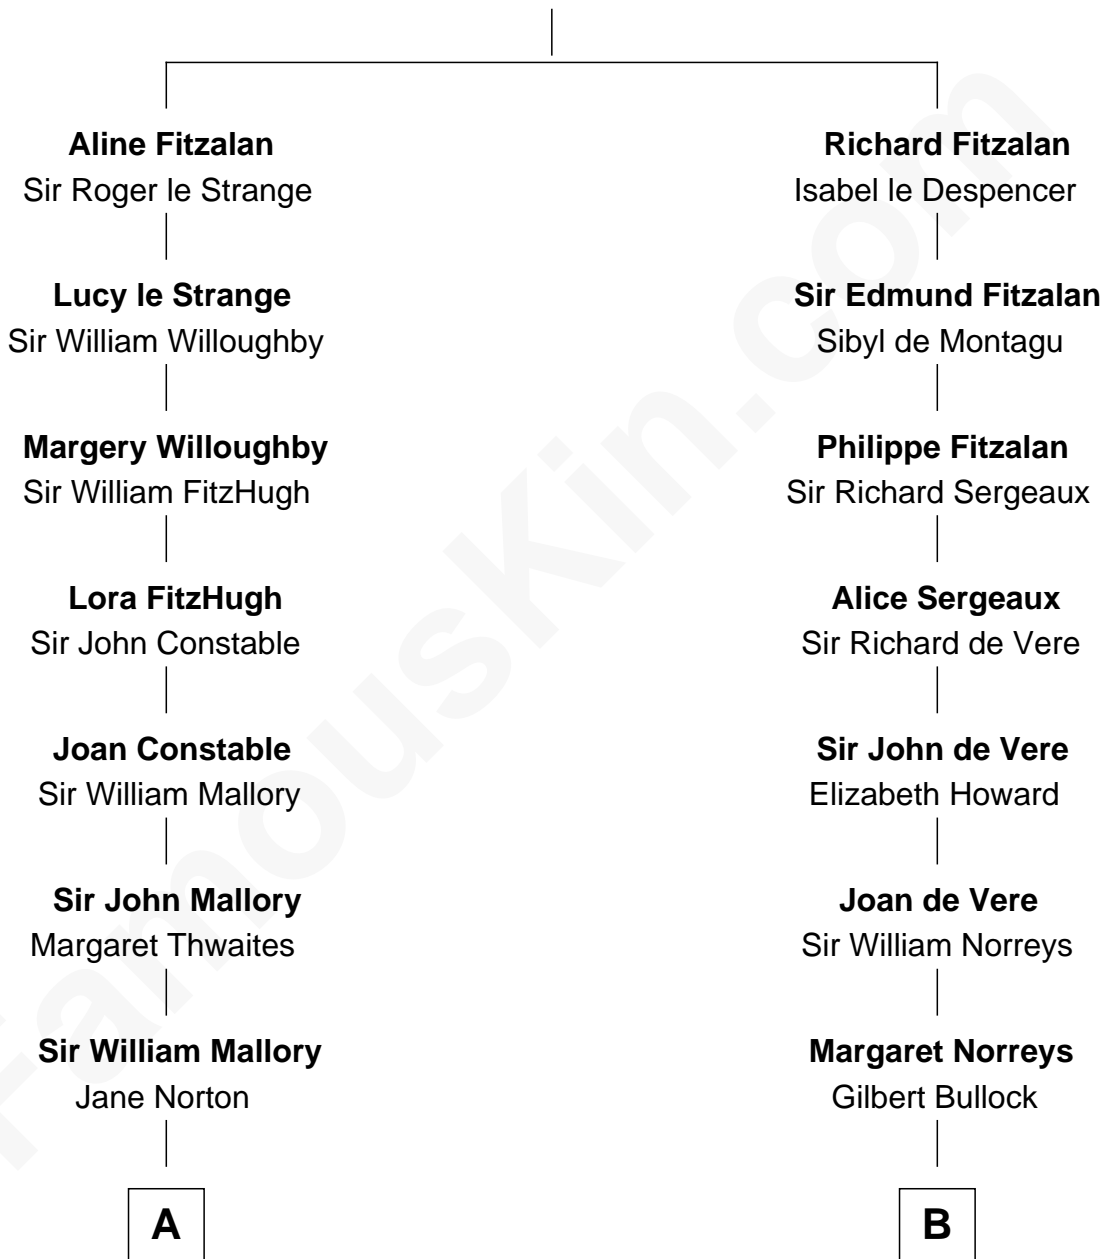 Aline Fitzalan
Sir Roger le Strange
Lucy le Strange
Sir William Willoughby
Margery Willoughby
Sir William FitzHugh
Lora FitzHugh
Sir John Constable
Joan Constable
Sir William Mallory
Sir John Mallory
Margaret Thwaites
Sir William Mallory
Jane Norton
A
Richard Fitzalan
Isabel le Despencer
Sir Edmund Fitzalan
Sibyl de Montagu
Philippe Fitzalan
Sir Richard Sergeaux
Alice Sergeaux
Sir Richard de Vere
Sir John de Vere
Elizabeth Howard
Joan de Vere
Sir William Norreys
Margaret Norreys
Gilbert Bullock
B
FamousKin.com